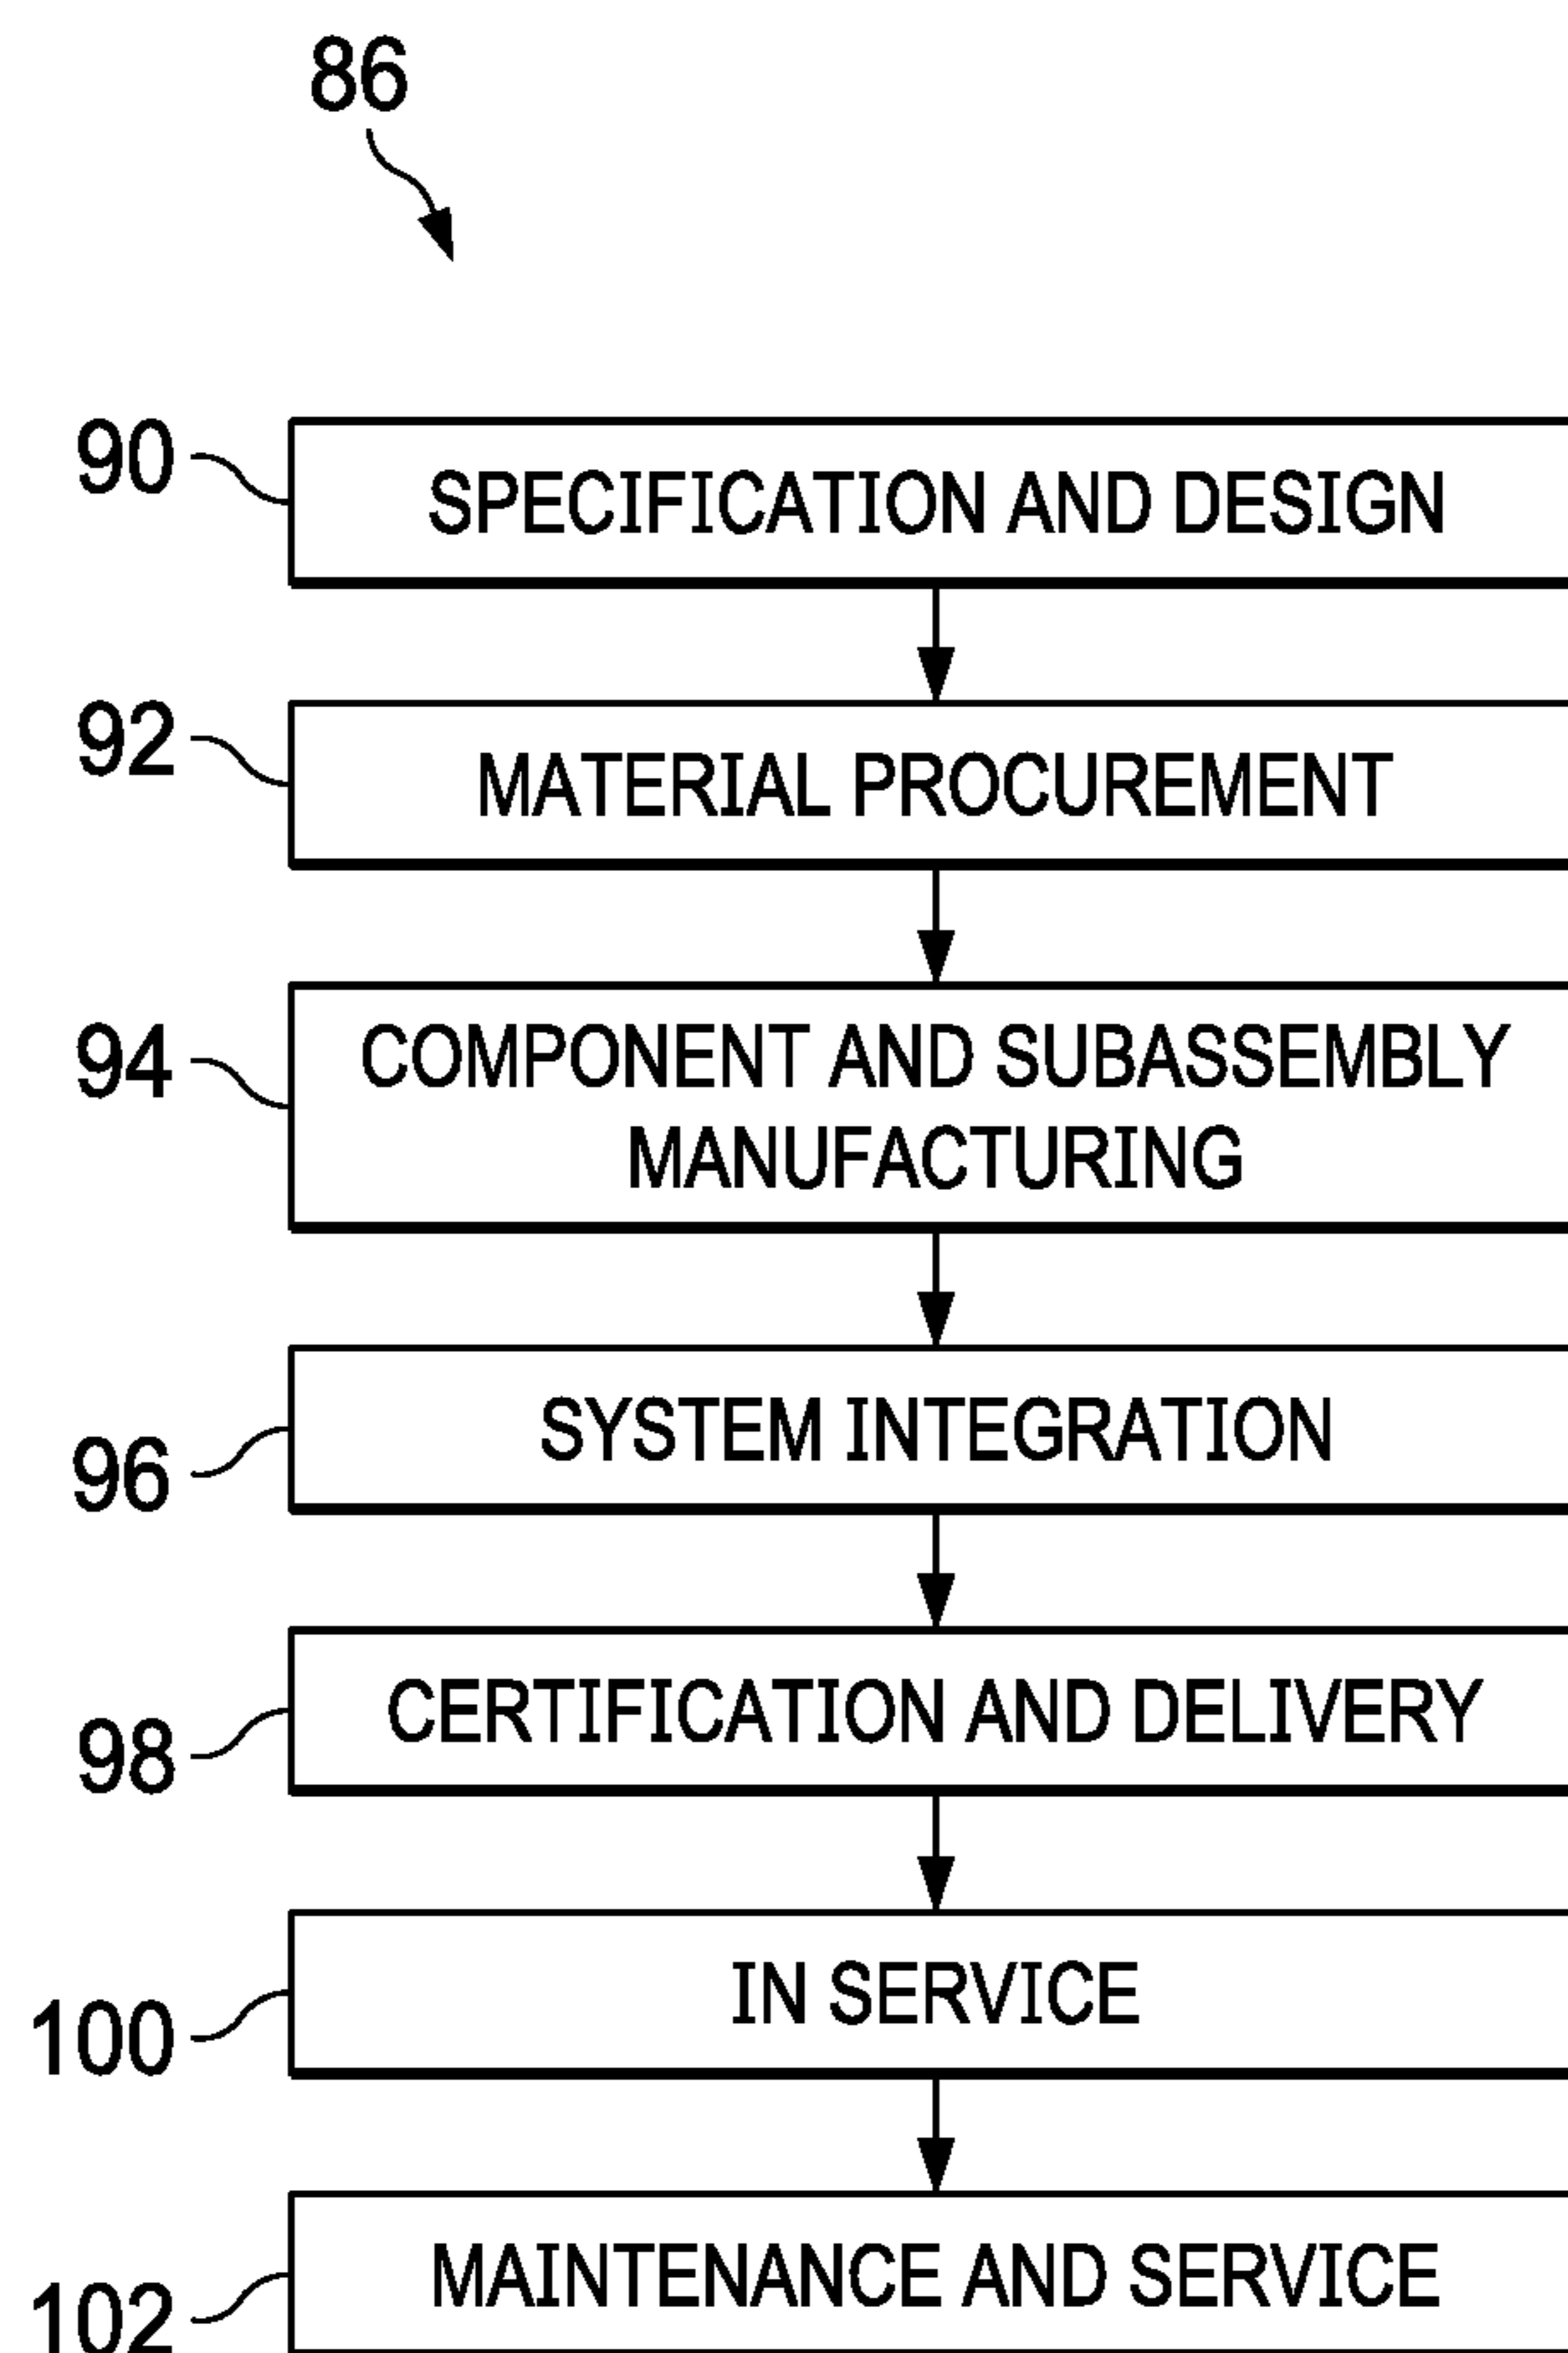 86
90
SPECIFICATION AND DESIGN
92
MATERIAL PROCUREMENT
94
COMPONENT AND SUBASSEMBLY
MANUFACTURING
96
SYSTEM INTEGRATION
98
CERTIFICATION AND DELIVERY
100
IN SERVICE
102
MAINTENANCE AND SERVICE